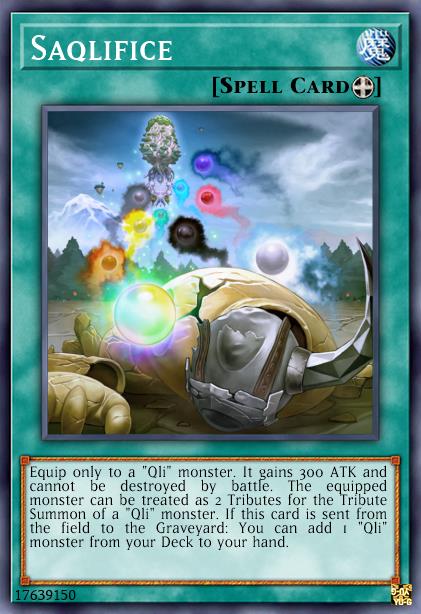 Saqlifice
[Spell Card]
Equip only to a "Qli" monster. It gains 300 ATK and
cannot be destroyed by battle. The equipped
monster can be treated as 2 Tributes for the Tribute
Summon of a "Qli" monster. If this card is sent from
the field to the Graveyard: You can add 1 "Qli"
monster from your Deck to your hand.
17639150